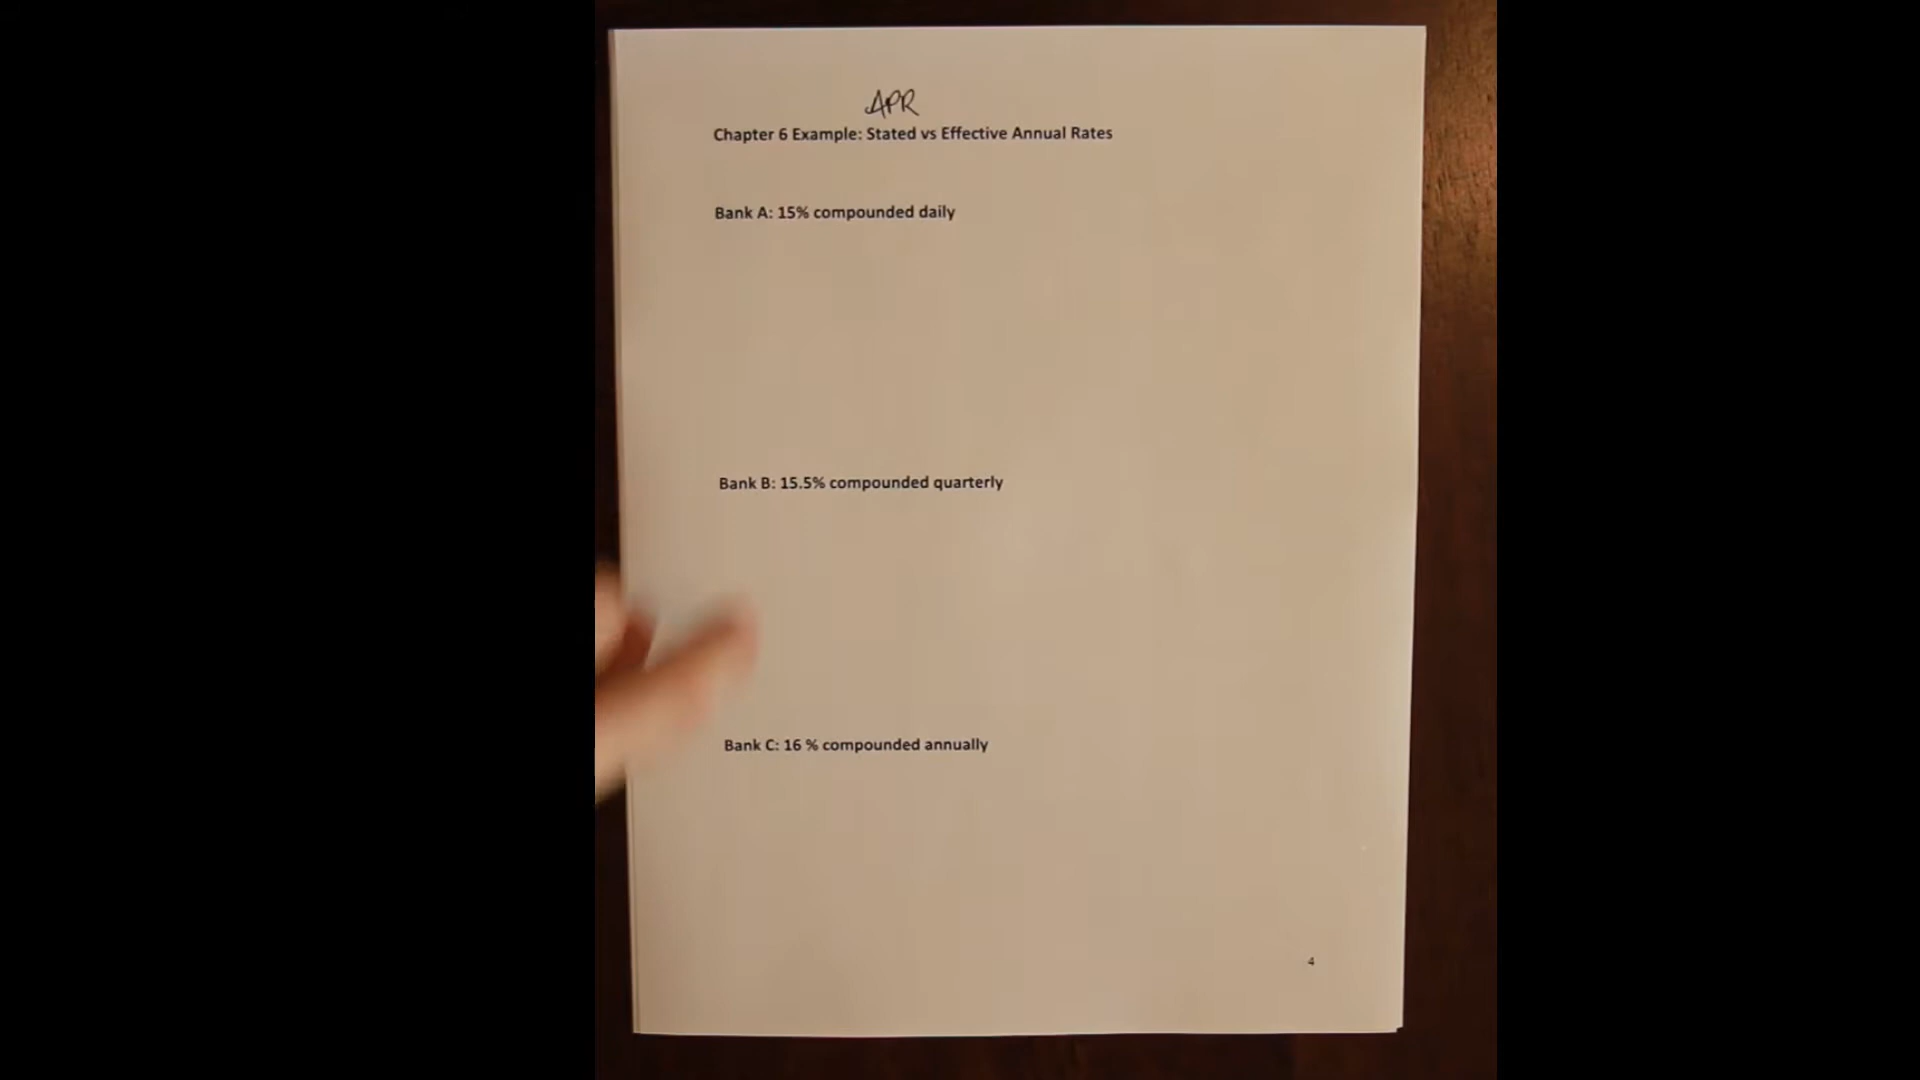 APR
Chapter 6 Example: Stated vs Effective Annual Rates
Bank A: 15% compounded daily
Bank B: 15.5% compounded quarterly
Bank C: 16 % compounded annually
4